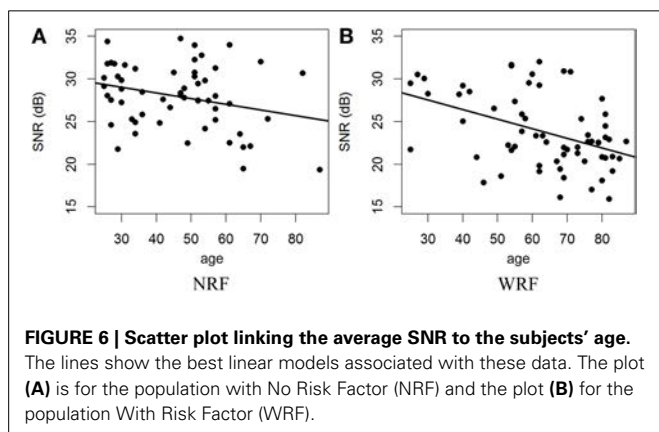 A
B
35
30
25
20
15
SNR (dB)
30 40 50 60 70 80
age
NRF
35
30
25
20
15
SNR (dB)
30 40 50 60 70 80
age
WRF
FIGURE 6 | Scatter plot linking the average SNR to the subjects' age.
The lines show the best linear models associated with these data. The plot
(A) is for the population with No Risk Factor (NRF) and the plot (B) for the
population With Risk Factor (WRF).